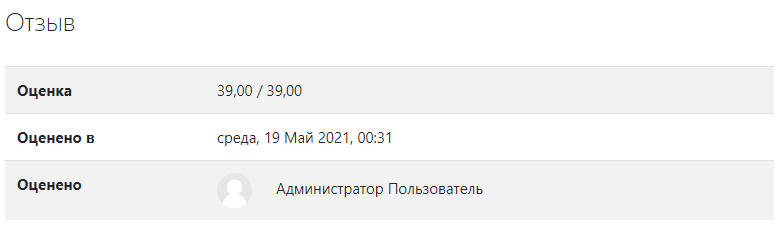 Отзыв
Оценка 39,00 / 39,00
Оценено в среда, 19 Май 2021, 00:31
Оценено Администратор Пользователь